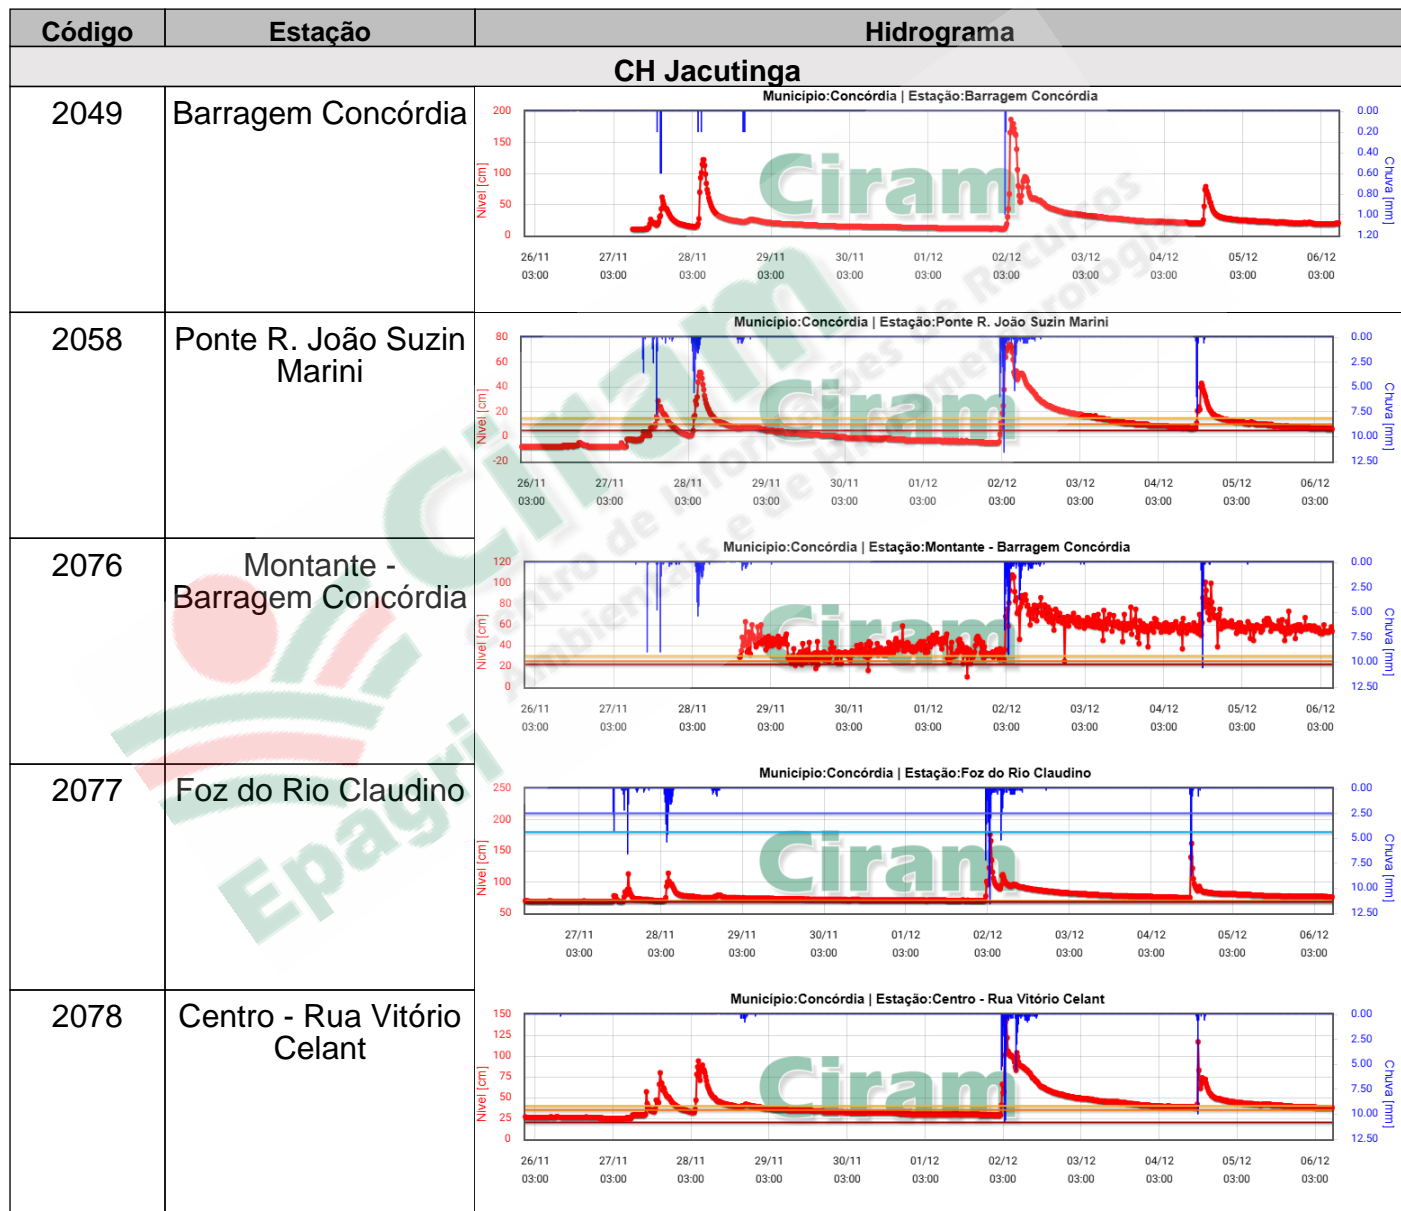 Código Estação Hidrograma
CH Jacutinga
2049 Barragem Concórdia
Município:Concórdia | Estação:Barragem Concórdia
200 150 100 50 0
Nível [cm]
0.00 0.20 0.40 0.60 0.80 1.00 1.20
Chuva [mm]
26/11 27/11 28/11 29/11 30/11 01/12 02/12 03/12 04/12 05/12 06/12
03:00 03:00 03:00 03:00 03:00 03:00 03:00 03:00 03:00 03:00 03:00
Ciram
2058 Ponte R. João Suzin
Marini
Município:Concórdia | Estação:Ponte R. João Suzin Marini
80 60 40 20 0 -20
Nível [cm]
0.00 2.50 5.00 7.50 10.00 12.50
Chuva [mm]
26/11 27/11 28/11 29/11 30/11 01/12 02/12 03/12 04/12 05/12 06/12
03:00 03:00 03:00 03:00 03:00 03:00 03:00 03:00 03:00 03:00 03:00
Ciram
2076 Montante -
Barragem Concórdia
Município:Concórdia | Estação:Montante - Barragem Concórdia
120 100 80 60 40 20 0
Nível [cm]
0.00 2.50 5.00 7.50 10.00 12.50
Chuva [mm]
26/11 27/11 28/11 29/11 30/11 01/12 02/12 03/12 04/12 05/12 06/12
03:00 03:00 03:00 03:00 03:00 03:00 03:00 03:00 03:00 03:00 03:00
Ciram
2077 Foz do Rio Claudino
Município:Concórdia | Estação:Foz do Rio Claudino
250 200 150 100 50
Nível [cm]
0.00 2.50 5.00 7.50 10.00 12.50
Chuva [mm]
27/11 28/11 29/11 30/11 01/12 02/12 03/12 04/12 05/12 06/12
03:00 03:00 03:00 03:00 03:00 03:00 03:00 03:00 03:00 03:00
Ciram
2078 Centro - Rua Vitório
Celant
Município:Concórdia | Estação:Centro - Rua Vitório Celant
150 125 100 75 50 25 0
Nível [cm]
0.00 2.50 5.00 7.50 10.00 12.50
Chuva [mm]
26/11 27/11 28/11 29/11 30/11 01/12 02/12 03/12 04/12 05/12 06/12
03:00 03:00 03:00 03:00 03:00 03:00 03:00 03:00 03:00 03:00 03:00
Ciram
Epagri
Ciram
Centro de Informações de Recursos
Ambientais e de Hidrometeorologia